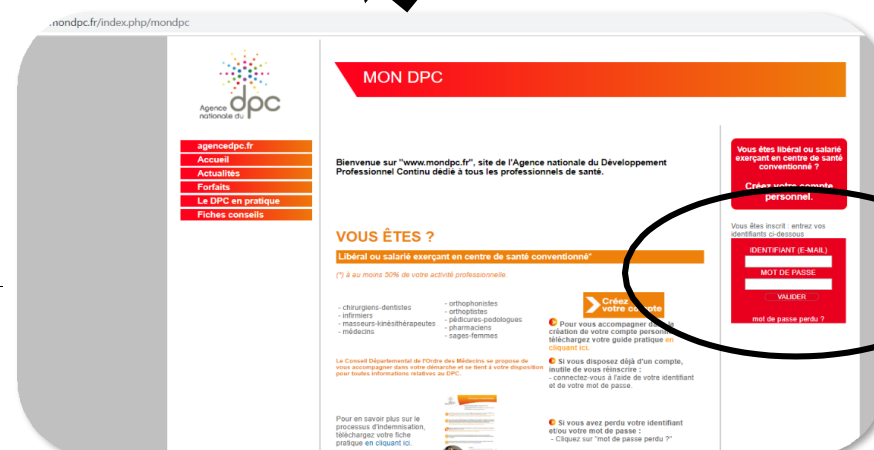 mondpc.fr/index.php/mondpc
Agence
nationale du
dpc
MON DPC
agencedpc.fr
Accueil
Actualités
Forfaits
Le DPC en pratique
Fiches conseils
Bienvenue sur "www.mondpc.fr", site de l'Agence nationale du Développement
Professionnel Continu dédié à tous les professionnels de santé.
VOUS ÊTES ?
Libéral ou salarié exerçant en centre de santé conventionné*
(*) à au moins 50% de votre activité professionnelle.
- chirurgiens-dentistes
- infirmiers
- masseurs-kinésithérapeutes
- médecins
- orthophonistes
- orthoptistes
- pédicures-podologues
- pharmaciens
- sages-femmes
Créez
votre compte
Pour vous accompagner dans la
création de votre compte personnel,
téléchargez votre guide pratique en
cliquant ici.
Le Conseil Départemental de l'Ordre des Médecins se propose de
vous accompagner dans votre démarche et se tient à votre disposition
pour toutes informations relatives au DPC.
Si vous disposez déjà d'un compte,
inutile de vous réinscrire :
- connectez-vous à l'aide de votre identifiant
et de votre mot de passe.
Pour en savoir plus sur le
processus d'indemnisation,
téléchargez votre fiche
pratique en cliquant ici.
Si vous avez perdu votre identifiant
et/ou votre mot de passe :
- Cliquez sur "mot de passe perdu ?"
Vous êtes libéral ou salarié
exerçant en centre de santé
conventionné ?
Créez votre compte
personnel.
Vous êtes inscrit : entrez vos
identifiants ci-dessous
IDENTIFIANT (E-MAIL)
MOT DE PASSE
VALIDER
mot de passe perdu ?